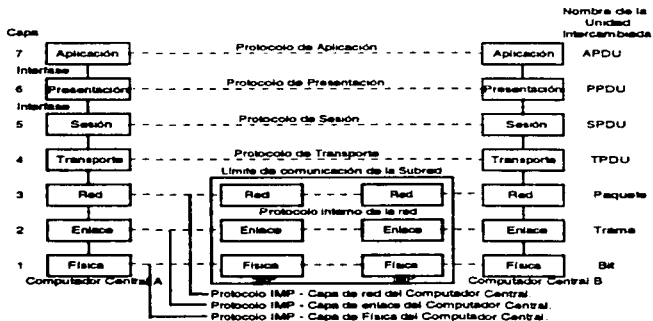 Nombre de la
Unidad
Intercambiada
Capa
7 Aplicación Protocolo de Aplicación Aplicación APDU
Interfase
6 Presentación Protocolo de Presentación Presentación PPDU
Interfase
5 Sesión Protocolo de Sesión Sesión SPDU
4 Transporte Protocolo de Transporte Transporte TPDU
Límite de comunicación de la Subred
3 Red Red Red Red Paquete
Protocolo interno de la red
2 Enlace Enlace Enlace Enlace Trama
1 Física Física Física Física Bit
Computador Central A Computador Central B
Protocolo IMP - Capa de red del Computador Central.
Protocolo IMP - Capa de enlace del Computador Central.
Protocolo IMP - Capa de Física del Computador Central.